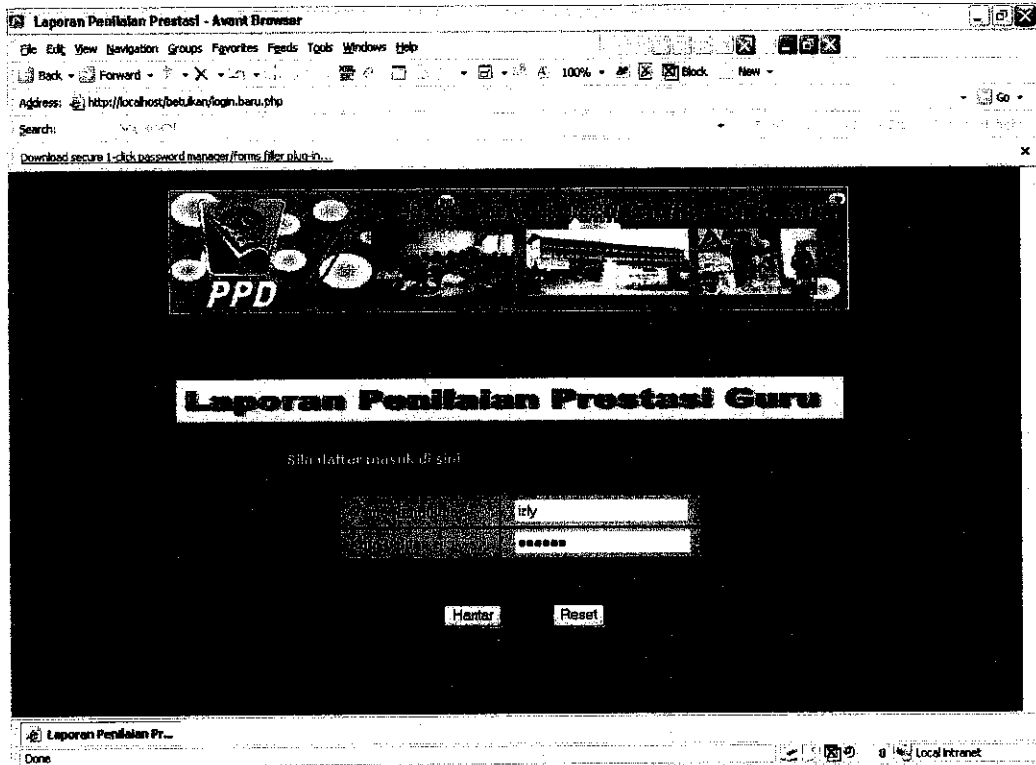 Laporan Penilaian Prestasi - Avant Browser
File Edit View Navigation Groups Favorites Feeds Tools Windows Help
Back Forward 100% Block New
Address: http://localhost/betulkan/login.baru.php Go
Search:
Download secure 1-click password manager/forms filler plug-in...
PPD
Laporan Penilaian Prestasi Guru
Sila daftar masuk di sini
izly
Hantar Reset
Laporan Penilaian Pr...
Done Local intranet